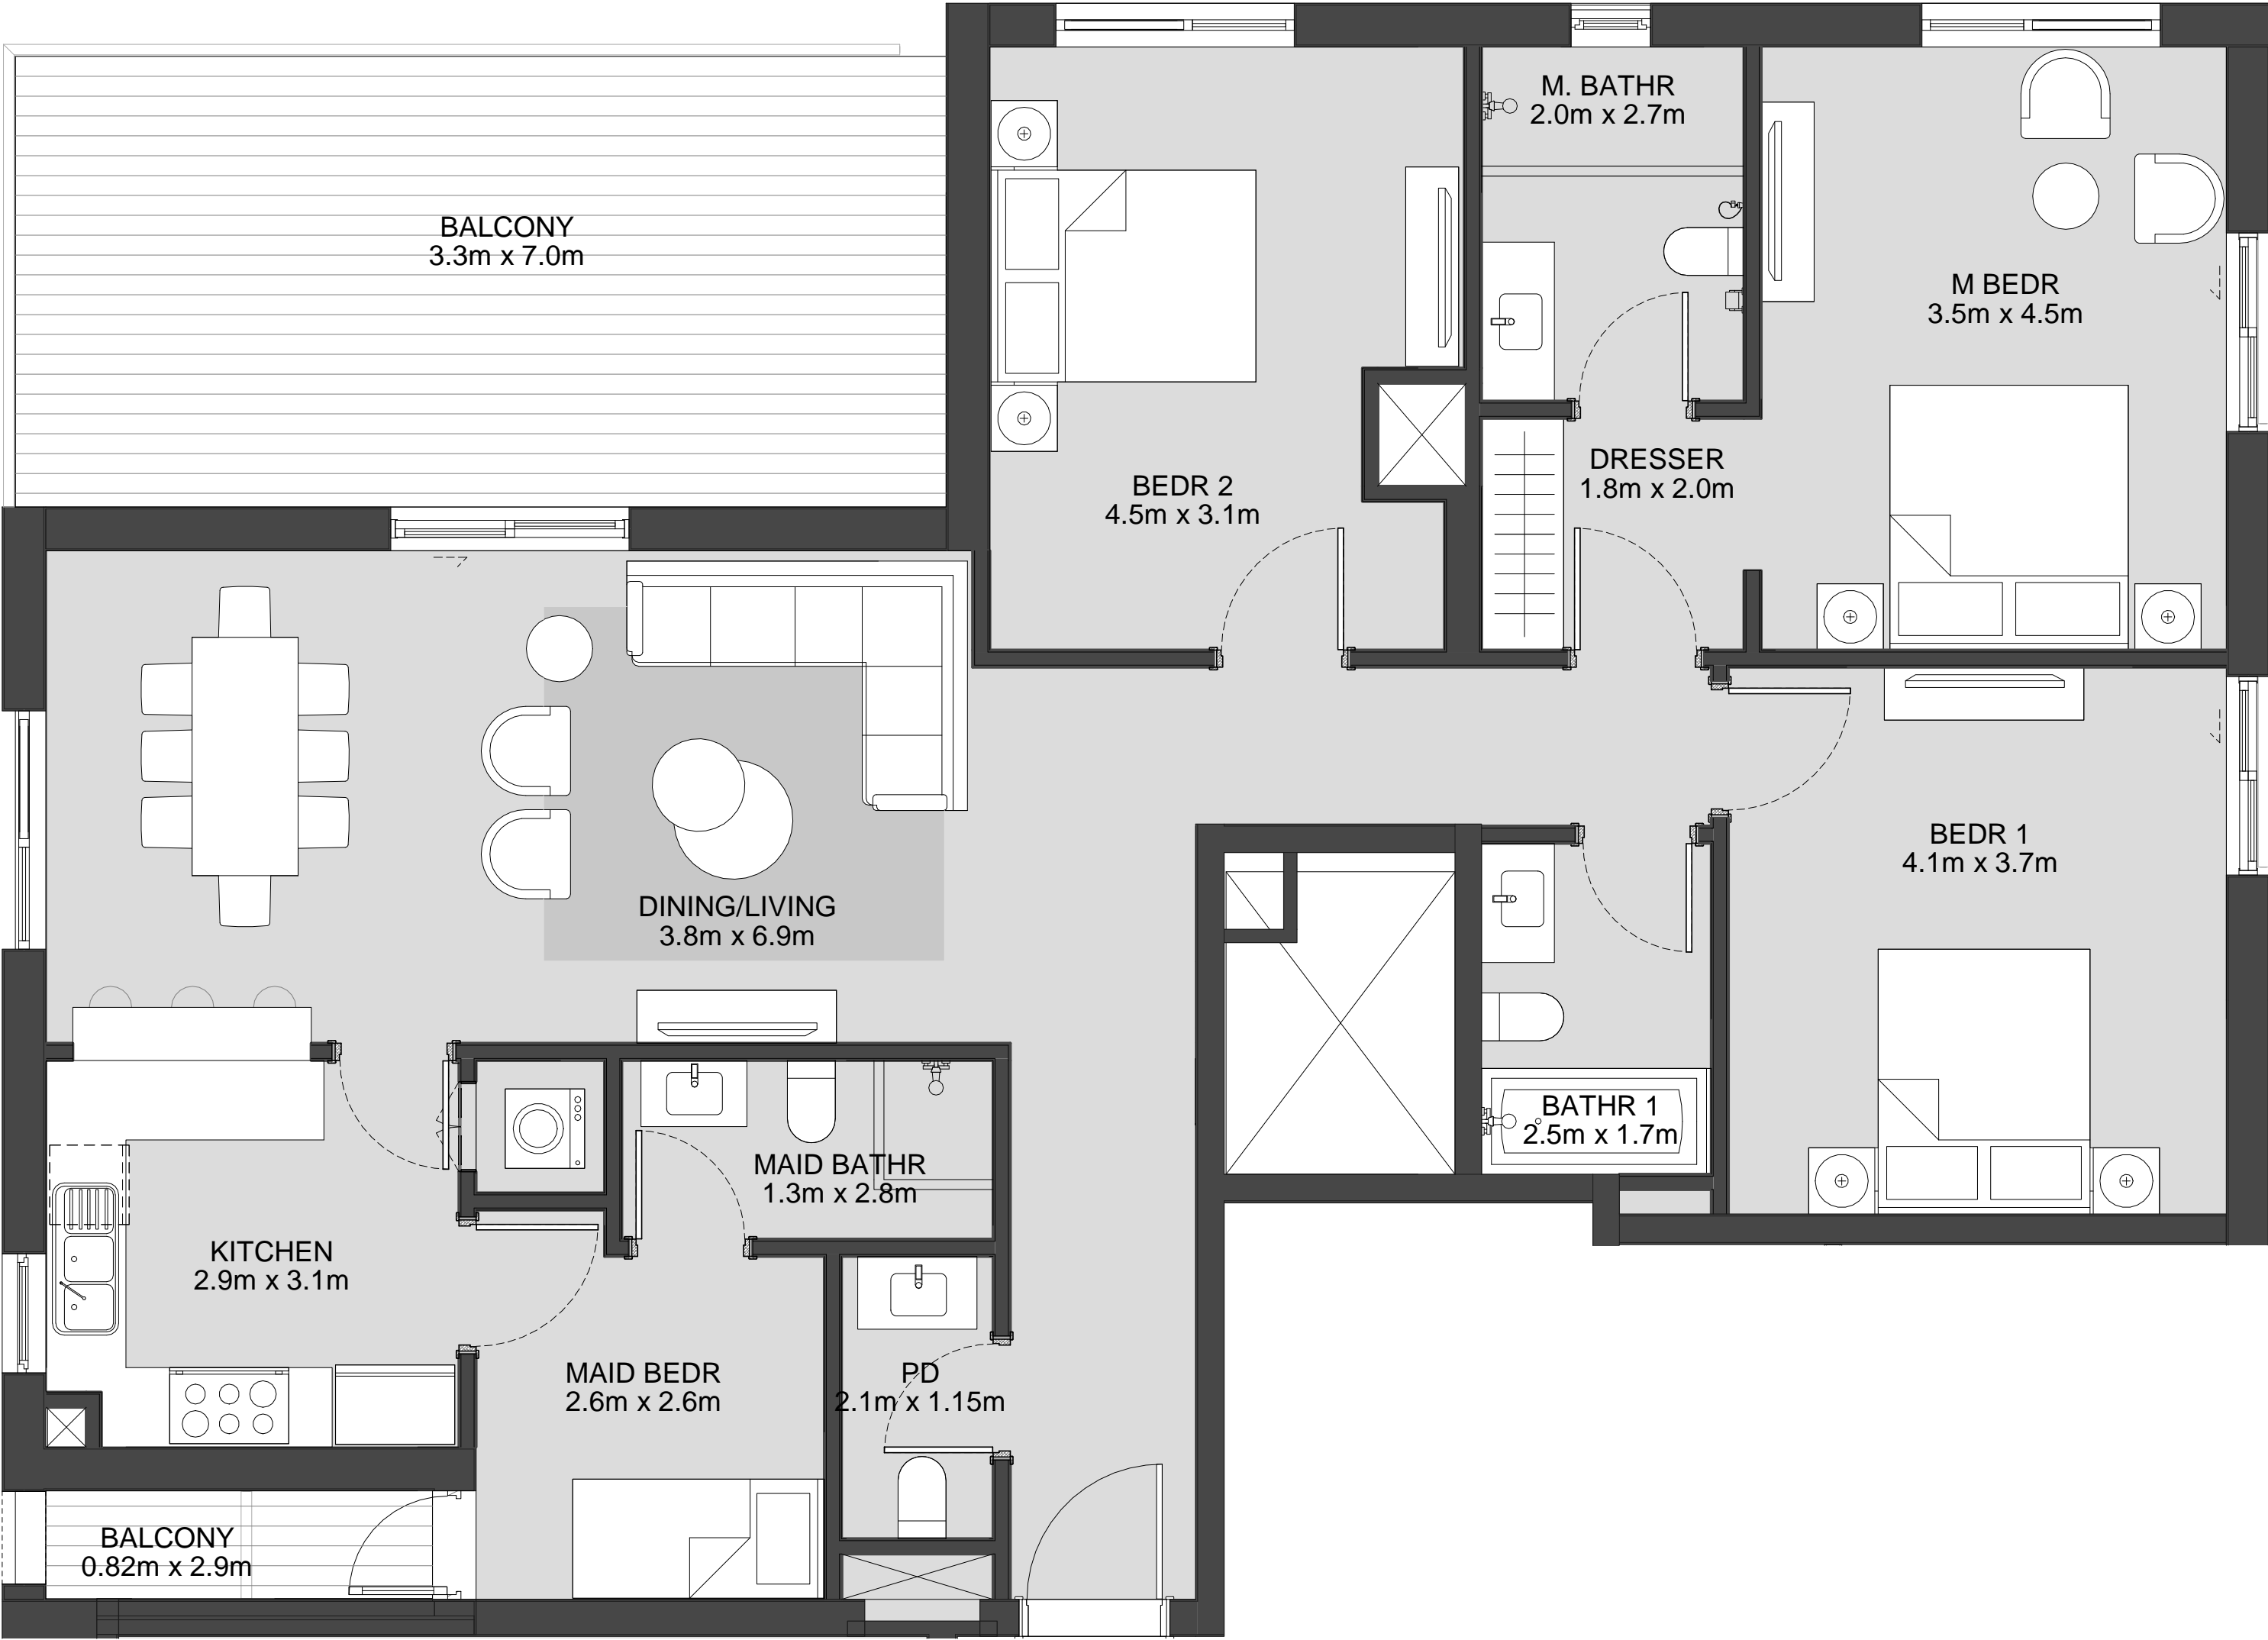 M. BATHR
2.0m x 2.7m
BALCONY
3.3m x 7.0m
M BEDR
3.5m x 4.5m
BEDR 2
4.5m x 3.1m
DRESSER
1.8m x 2.0m
BEDR 1
4.1m x 3.7m
DINING/LIVING
3.8m x 6.9m
BATHR 1
2.5m x 1.7m
MAID BATHR
1.3m x 2.8m
KITCHEN
2.9m x 3.1m
MAID BEDR
2.6m x 2.6m
PD
2.1m x 1.15m
BALCONY
0.82m x 2.9m